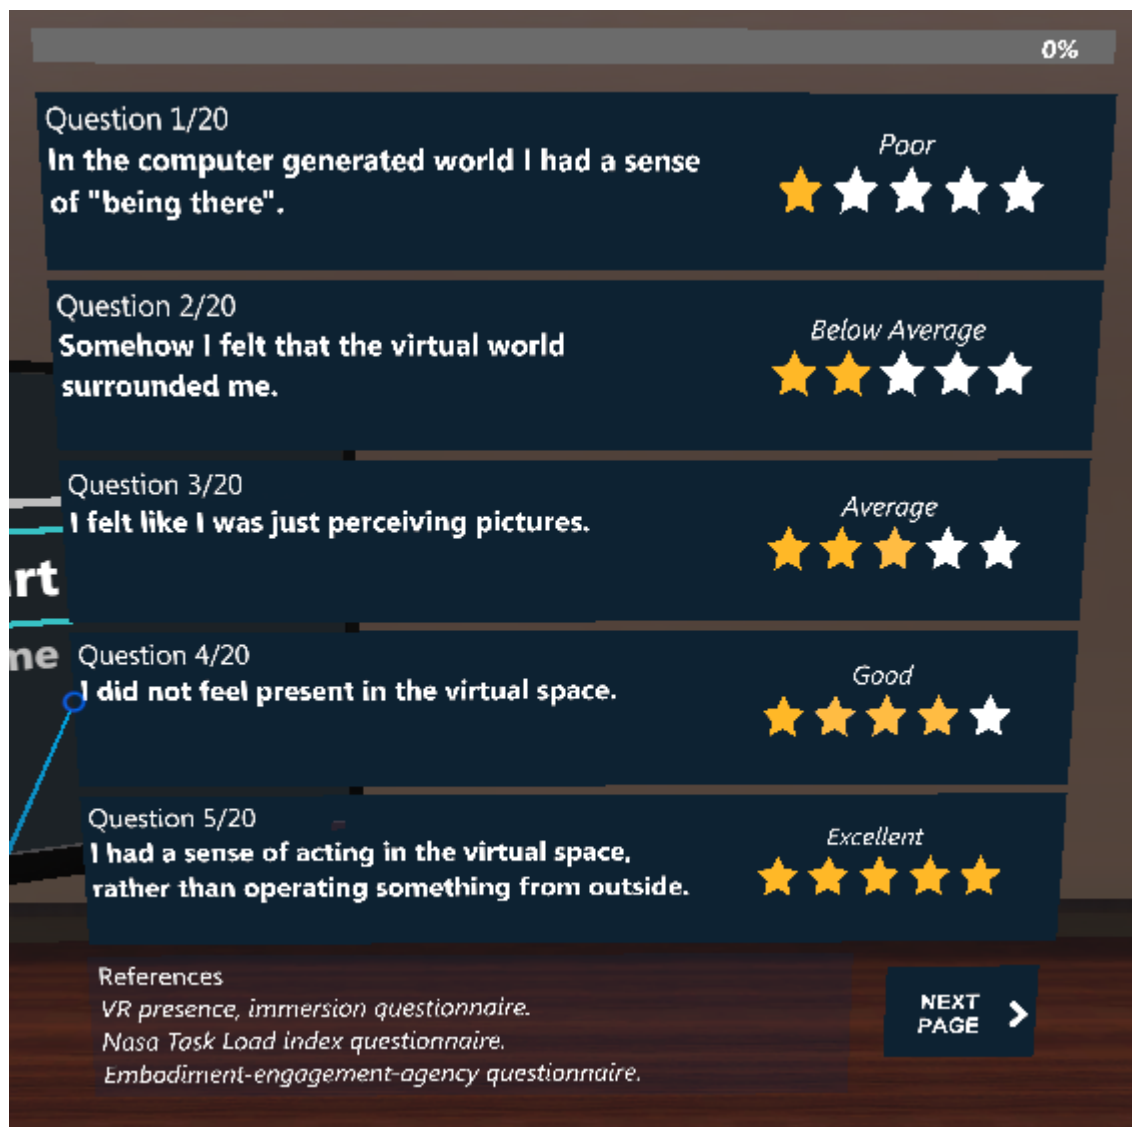 0%
Question 1/20
In the computer generated world I had a sense
of "being there".
Poor
Question 2/20
Somehow I felt that the virtual world
surrounded me.
Below Average
Question 3/20
I felt like I was just perceiving pictures.
Average
rt
me
Question 4/20
I did not feel present in the virtual space.
Good
Question 5/20
I had a sense of acting in the virtual space,
rather than operating something from outside.
Excellent
References
VR presence, immersion questionnaire.
Nasa Task Load index questionnaire.
Embodiment-engagement-agency questionnaire.
NEXT
PAGE